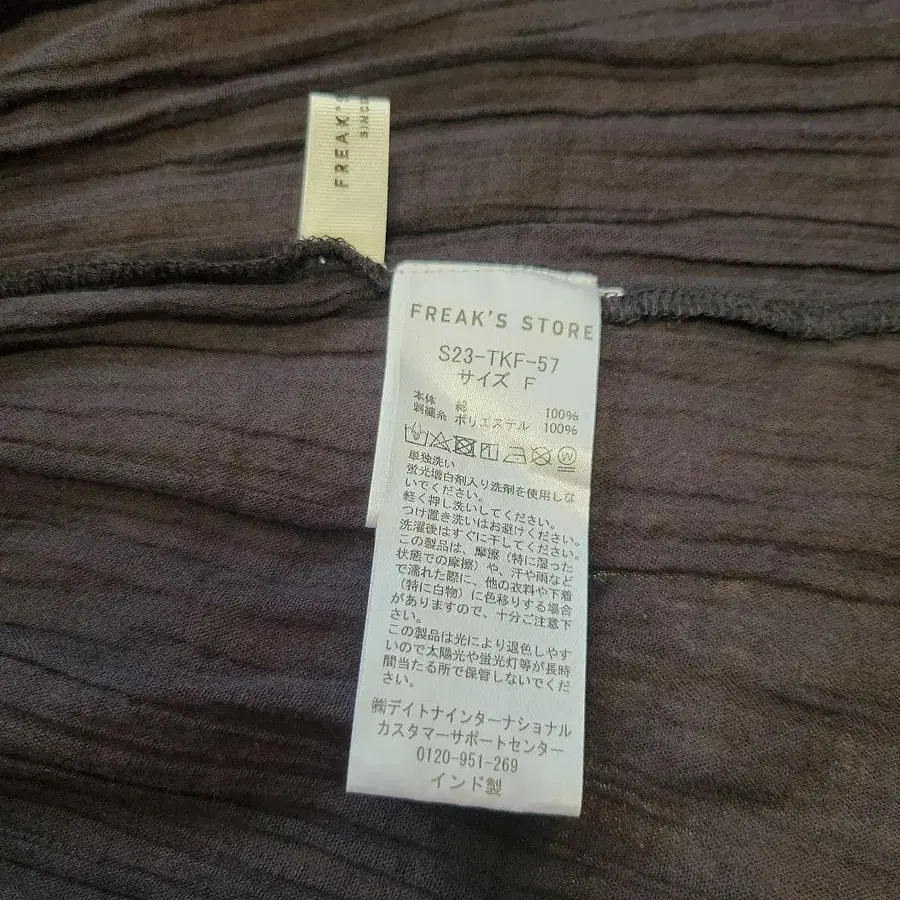 FREAK'S
SINCE
FREAK'S STORE
S23-TKF-57
サイズ F
本体 綿 100%
刺繍糸 ポリエステル 100%
単独洗い
蛍光増白剤入り洗剤を使用しな
いでください。
軽く押し洗いしてください。
つけ置き洗いはお避けください。
洗濯後はすぐに干してください。
この製品は、摩擦(特に湿った
状態での摩擦)や、汗や雨など
で濡れた際に、他の衣料や下着
(特に白物)に色移りする場合
がありますので、十分ご注意下
さい。
この製品は光により退色しやす
いので太陽光や蛍光灯等が長時
間当たる所で保管しないでくだ
さい。
㈱デイトナインターナショナル
カスタマーサポートセンター
0120-951-269
インド製